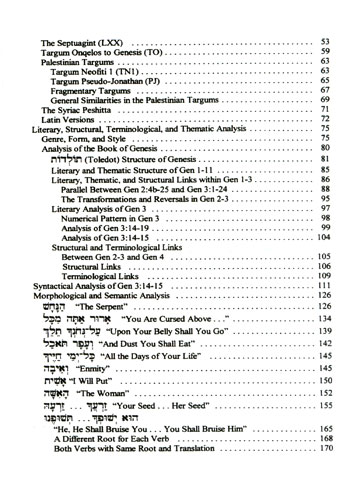 The Septuagint (LXX) . . . . . . . . . . 53
Targum Onqelos to Genesis (TO) . . . . . . . . . . 59
Palestinian Targums . . . . . . . . . . 63
Targum Neofiti 1 (TN1) . . . . . . . . . . 63
Targum Pseudo-Jonathan (PJ) . . . . . . . . . . 65
Fragmentary Targums . . . . . . . . . . 67
General Similarities in the Palestinian Targums . . . . . . . . . . 69
The Syriac Peshitta . . . . . . . . . . 71
Latin Versions . . . . . . . . . . 72
Literary, Structural, Terminological, and Thematic Analysis . . . . . . . . . . 75
Genre, Form, and Style . . . . . . . . . . 75
Analysis of the Book of Genesis . . . . . . . . . . 80
תוֹלְדוֹת (Toledot) Structure of Genesis . . . . . . . . . . 81
Literary and Thematic Structure of Gen 1-11 . . . . . . . . . . 85
Literary, Thematic, and Structural Links within Gen 1-3 . . . . . . . . . . 86
Parallel Between Gen 2:4b-25 and Gen 3:1-24 . . . . . . . . . . 88
The Transformations and Reversals in Gen 2-3 . . . . . . . . . . 95
Literary Analysis of Gen 3 . . . . . . . . . . 97
Numerical Pattern in Gen 3 . . . . . . . . . . 98
Analysis of Gen 3:14-19 . . . . . . . . . . 99
Analysis of Gen 3:14-15 . . . . . . . . . . 104
Structural and Terminological Links
Between Gen 2-3 and Gen 4 . . . . . . . . . . 105
Structural Links . . . . . . . . . . 106
Terminological Links . . . . . . . . . . 109
Syntactical Analysis of Gen 3:14-15 . . . . . . . . . . 111
Morphological and Semantic Analysis . . . . . . . . . . 126
הַנָּחָשׁ "The Serpent" . . . . . . . . . . 126
אָרוּר אַתָּה מִכָּל "You Are Cursed Above . . ." . . . . . . . . . . 134
עַל־גְּחֹנְךָ תֵלֵךְ "Upon Your Belly Shall You Go" . . . . . . . . . . 139
וְעָפָר תֹּאכַל "And Dust You Shall Eat" . . . . . . . . . . 142
כָּל־יְמֵי חַיֶּיךָ "All the Days of Your Life" . . . . . . . . . . 145
וְאֵיבָה "Enmity" . . . . . . . . . . 145
אָשִׁית "I Will Put" . . . . . . . . . . 150
הָאִשָּׁה "The Woman" . . . . . . . . . . 152
זַרְעֲךָ . . . זַרְעָהּ "Your Seed . . . Her Seed" . . . . . . . . . . 155
הוּא יְשׁוּפְךָ . . . תְּשׁוּפֶנּוּ
"He, He Shall Bruise You . . . You Shall Bruise Him" . . . . . . . . . . 165
A Different Root for Each Verb . . . . . . . . . . 168
Both Verbs with Same Root and Translation . . . . . . . . . . 170